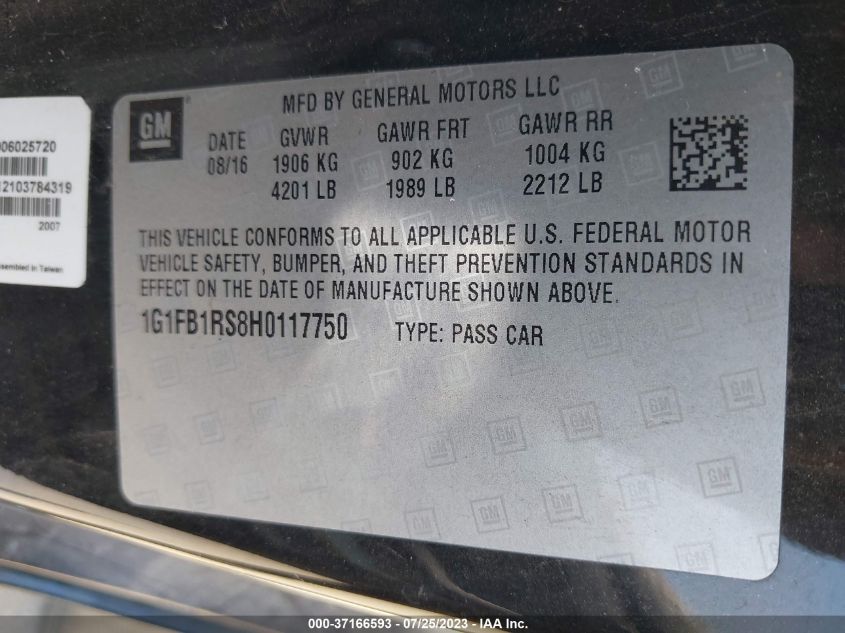 006025720
12103784319
2007
ssembled in Taiwan
GM
MFD BY GENERAL MOTORS LLC
DATE GVWR GAWR FRT GAWR RR
08/16 1906 KG 902 KG 1004 KG
4201 LB 1989 LB 2212 LB
THIS VEHICLE CONFORMS TO ALL APPLICABLE U.S. FEDERAL MOTOR
VEHICLE SAFETY, BUMPER, AND THEFT PREVENTION STANDARDS IN
EFFECT ON THE DATE OF MANUFACTURE SHOWN ABOVE.
1G1FB1RS8H0117750 TYPE: PASS CAR
000-37166593 - 07/25/2023 - IAA Inc.